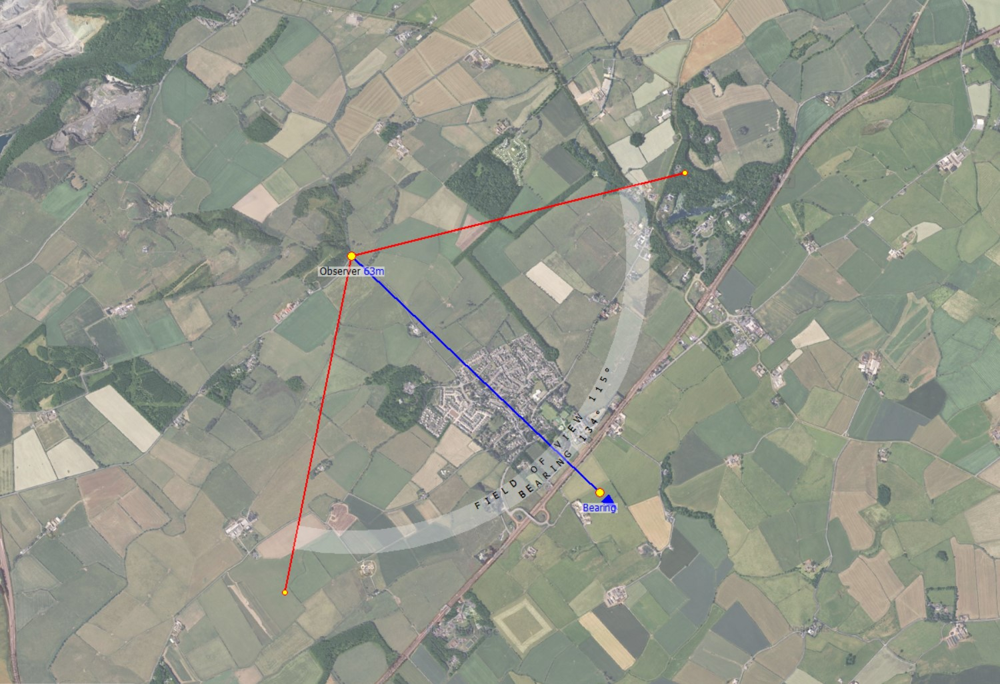 Observer 63m
FIELD OF VIEW 115°
BEARING 134°
Bearing